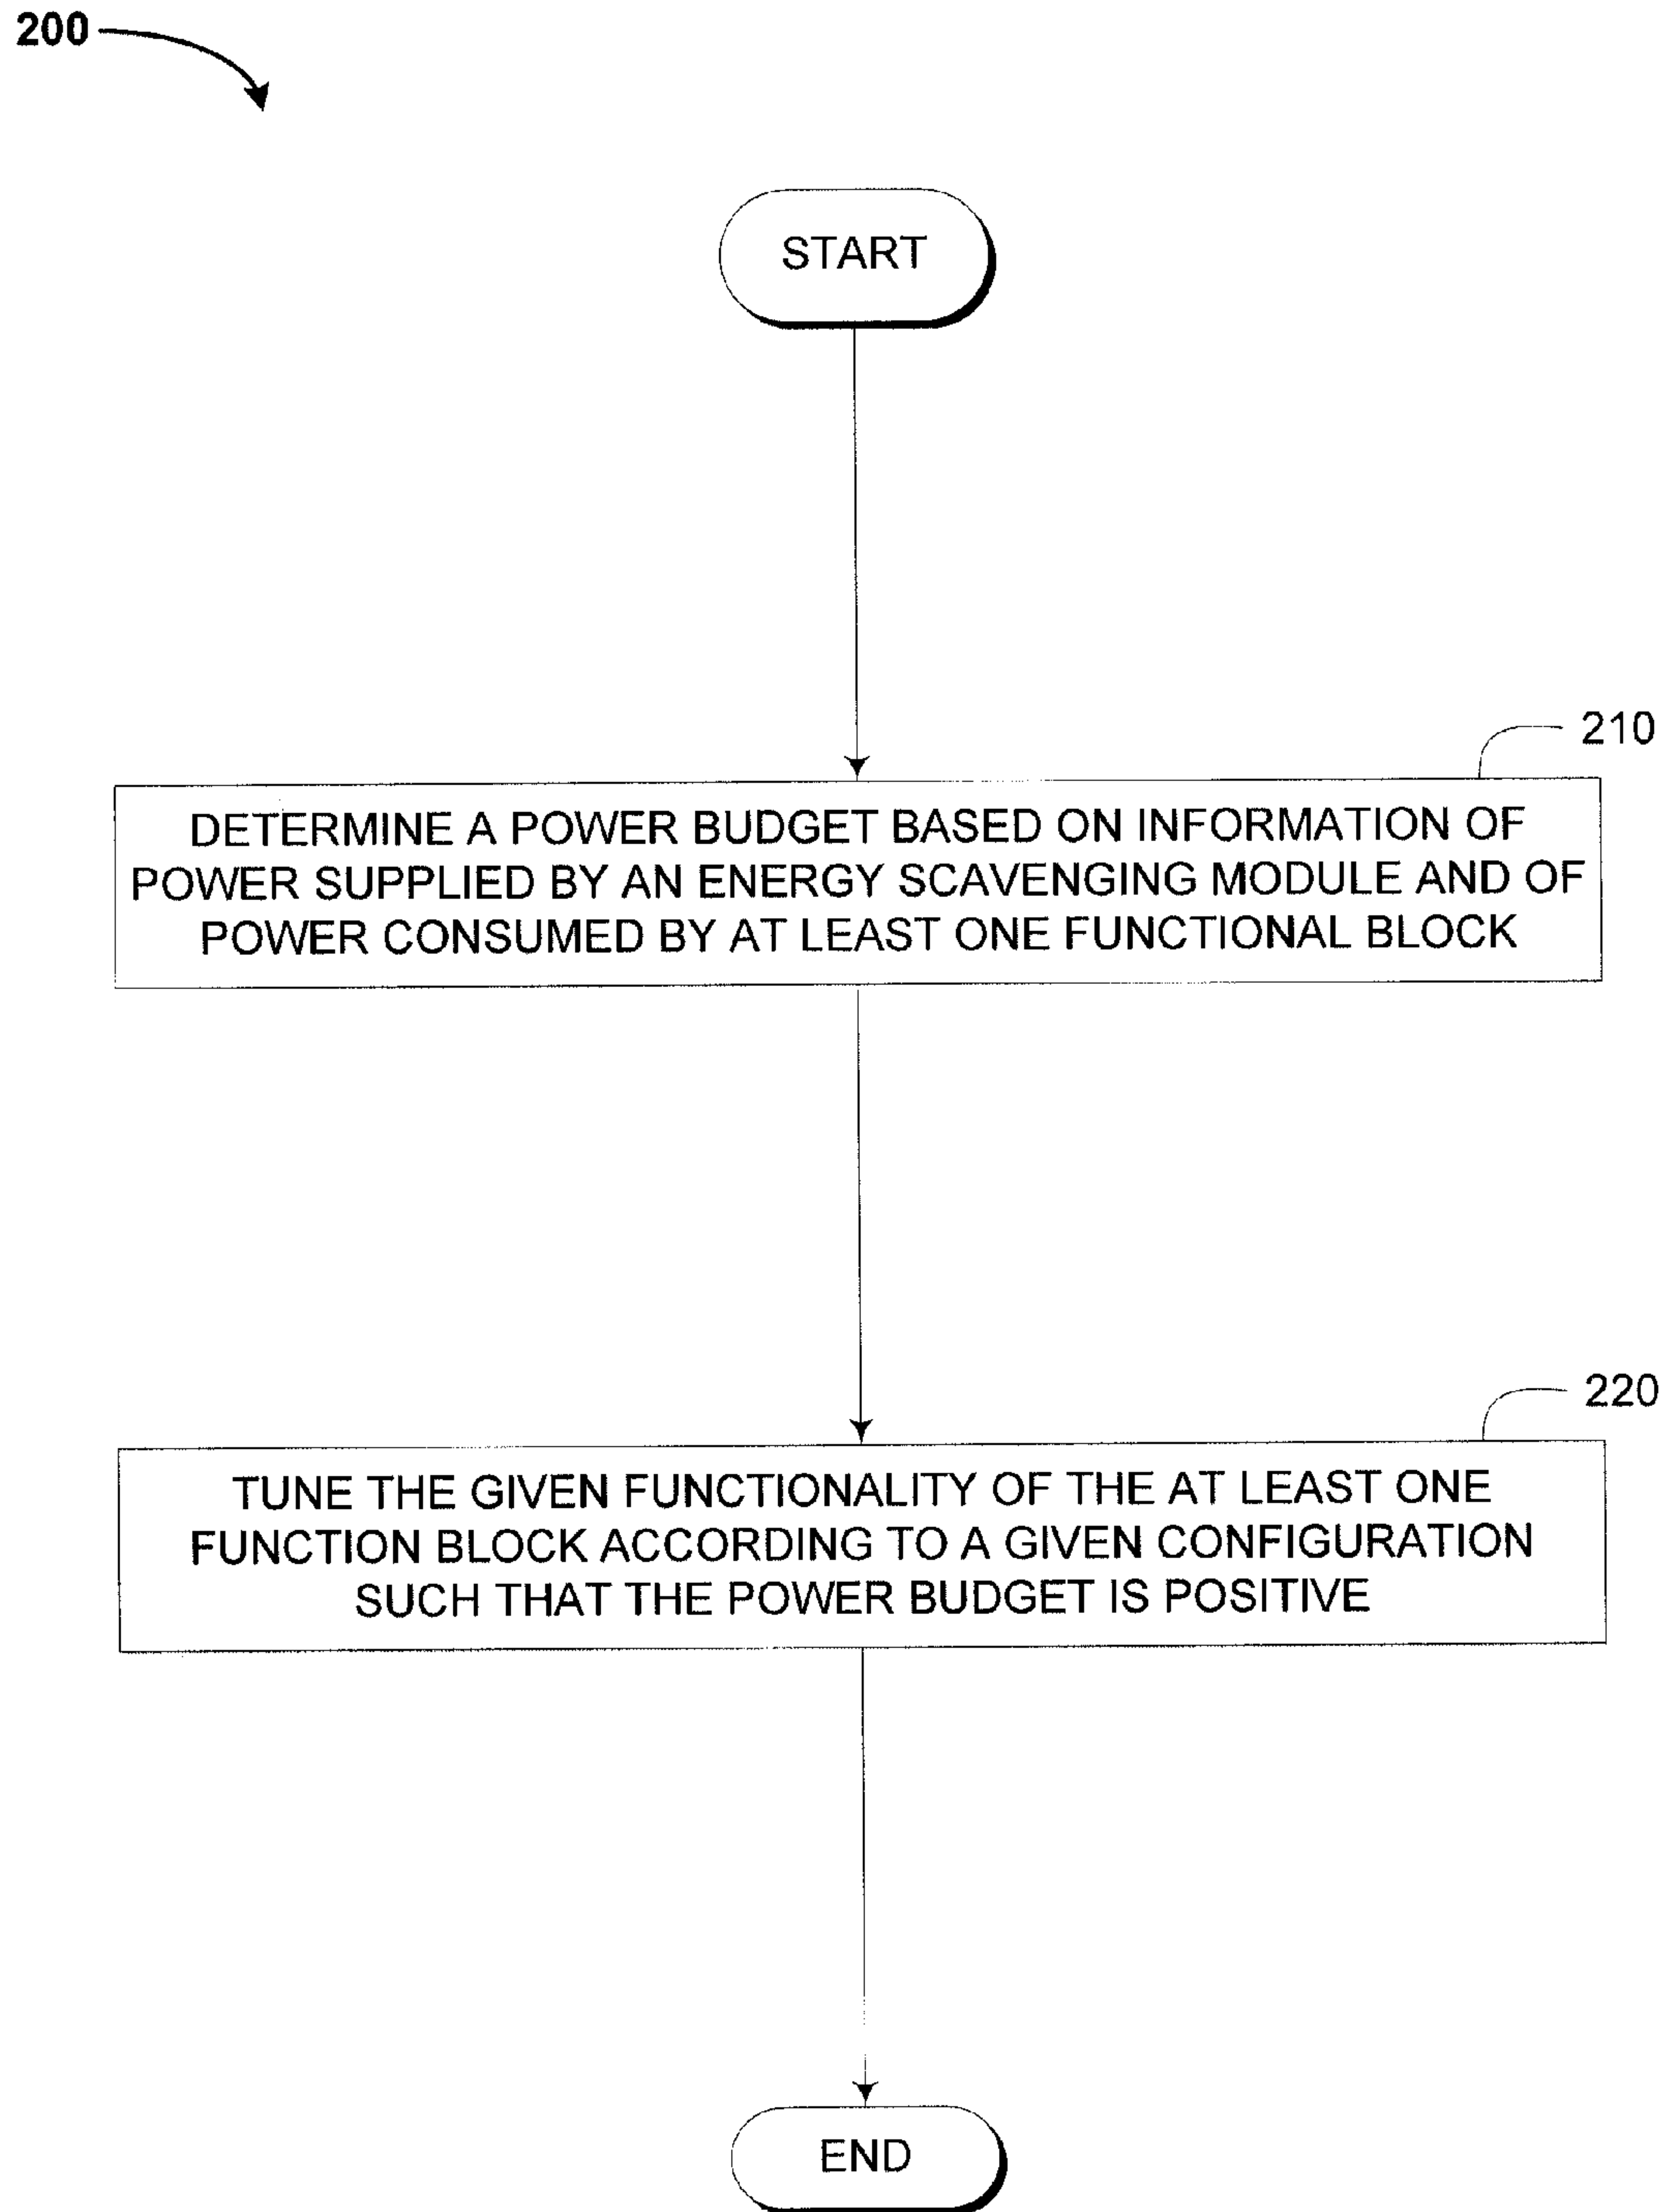 200
START
210
DETERMINE A POWER BUDGET BASED ON INFORMATION OF
POWER SUPPLIED BY AN ENERGY SCAVENGING MODULE AND OF
POWER CONSUMED BY AT LEAST ONE FUNCTIONAL BLOCK
220
TUNE THE GIVEN FUNCTIONALITY OF THE AT LEAST ONE
FUNCTION BLOCK ACCORDING TO A GIVEN CONFIGURATION
SUCH THAT THE POWER BUDGET IS POSITIVE
END